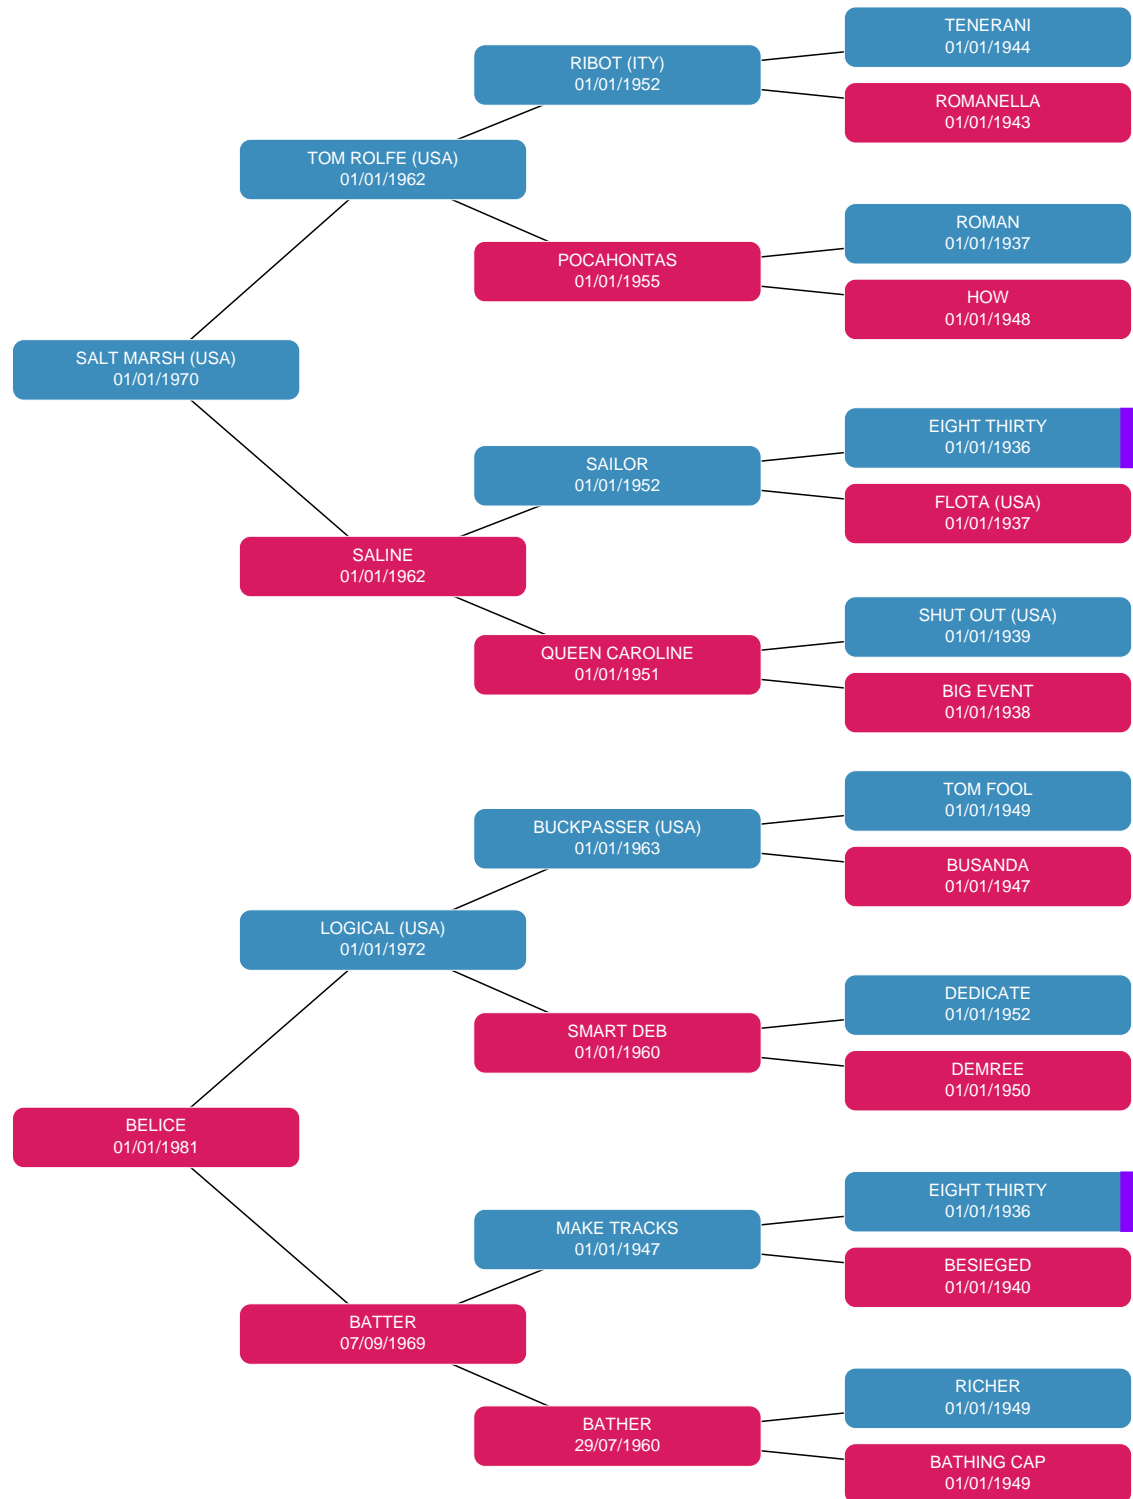 TENERANI
01/01/1944
RIBOT (ITY)
01/01/1952
ROMANELLA
01/01/1943
TOM ROLFE (USA)
01/01/1962
ROMAN
01/01/1937
POCAHONTAS
01/01/1955
HOW
01/01/1948
SALT MARSH (USA)
01/01/1970
EIGHT THIRTY
01/01/1936
SAILOR
01/01/1952
FLOTA (USA)
01/01/1937
SALINE
01/01/1962
SHUT OUT (USA)
01/01/1939
QUEEN CAROLINE
01/01/1951
BIG EVENT
01/01/1938
TOM FOOL
01/01/1949
BUCKPASSER (USA)
01/01/1963
BUSANDA
01/01/1947
LOGICAL (USA)
01/01/1972
DEDICATE
01/01/1952
SMART DEB
01/01/1960
DEMREE
01/01/1950
BELICE
01/01/1981
EIGHT THIRTY
01/01/1936
MAKE TRACKS
01/01/1947
BESIEGED
01/01/1940
BATTER
07/09/1969
RICHER
01/01/1949
BATHER
29/07/1960
BATHING CAP
01/01/1949